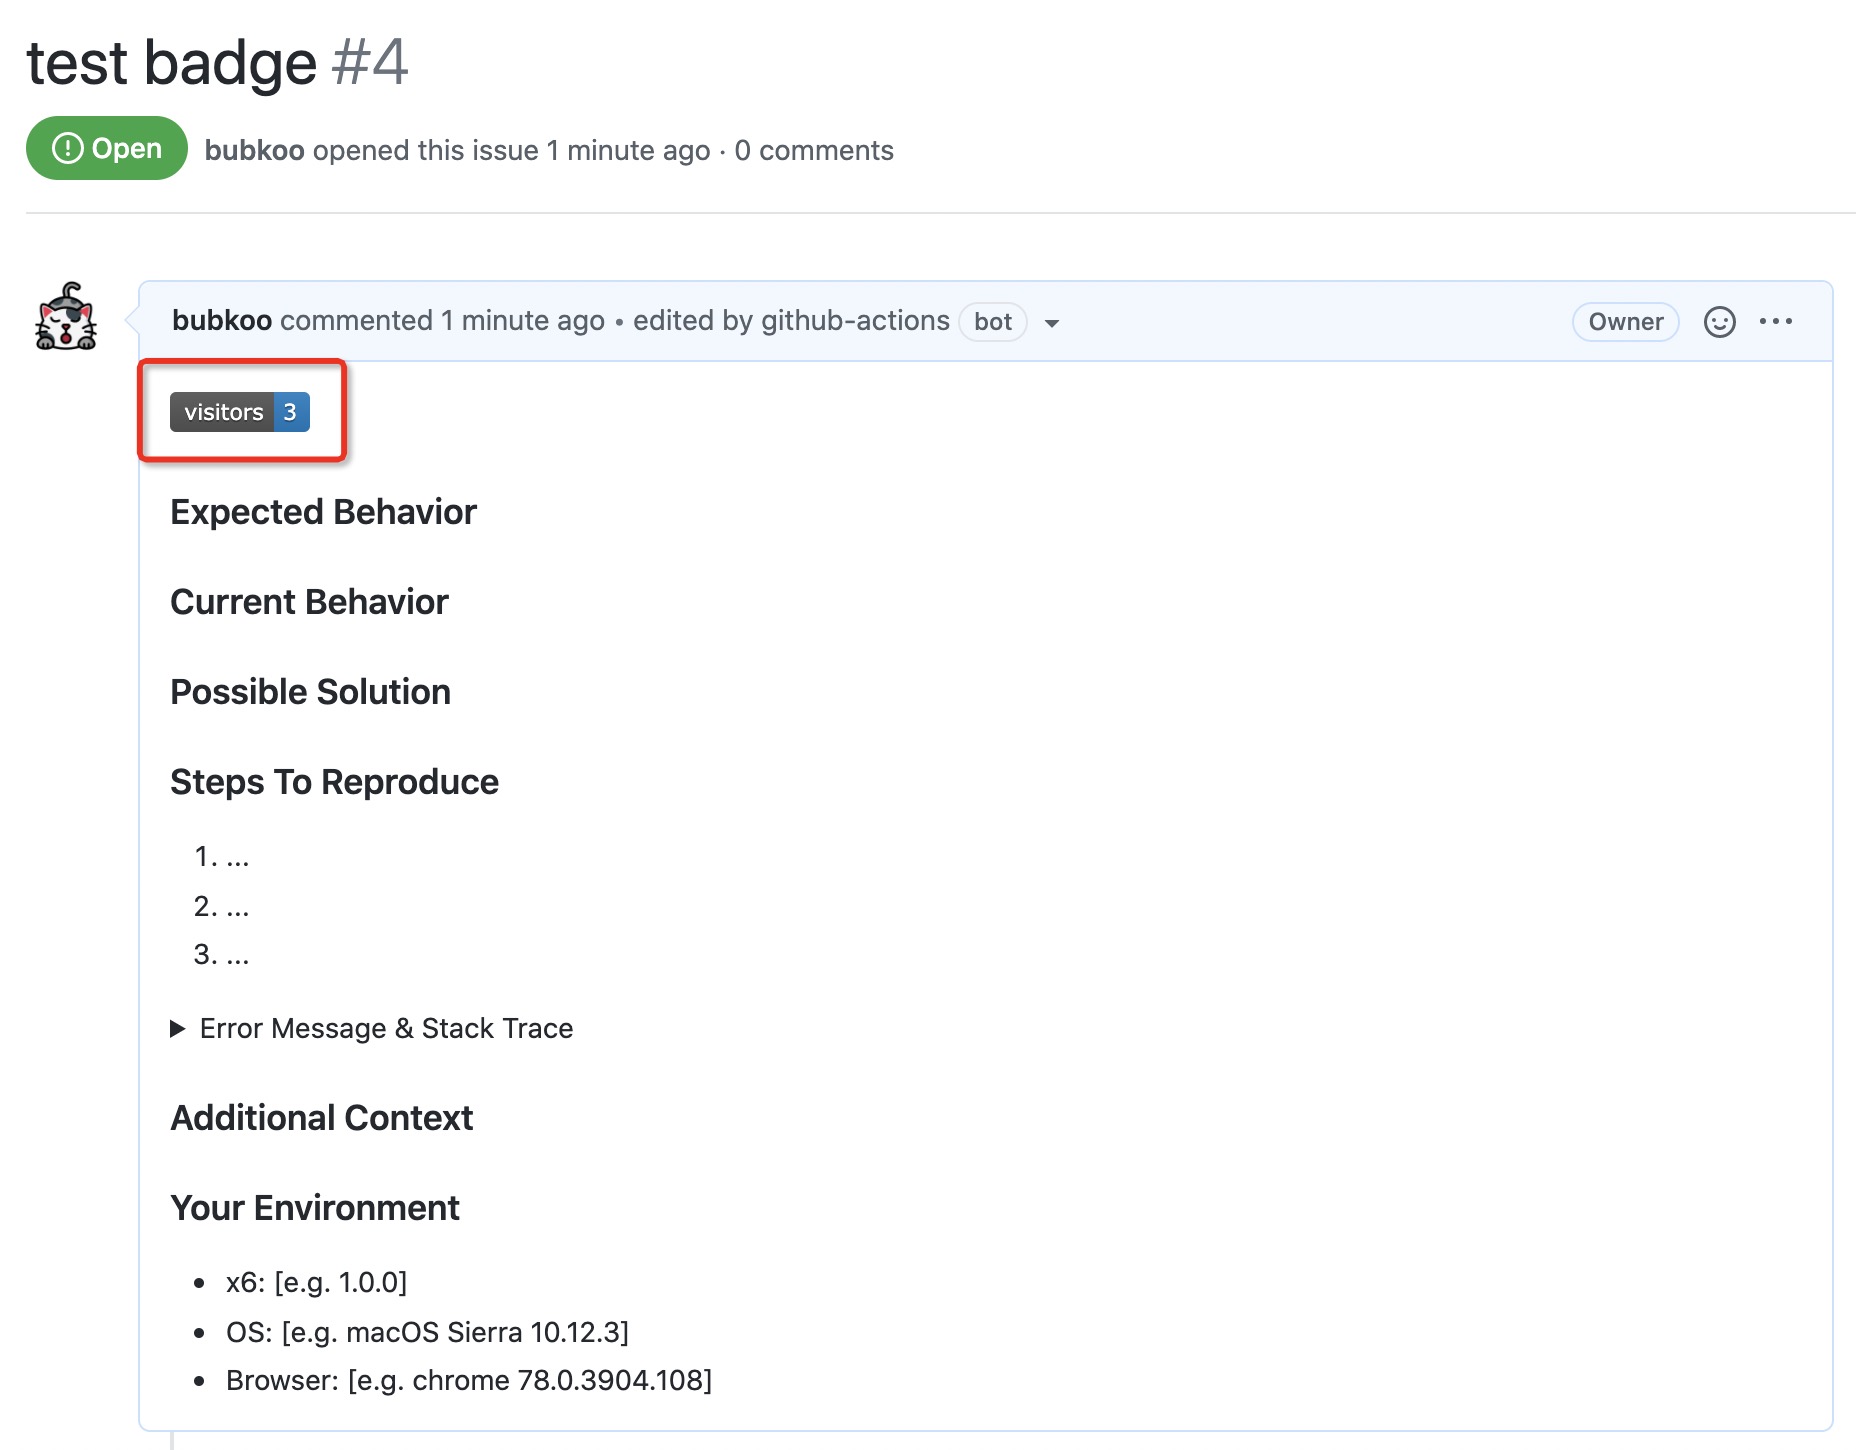 test badge #4
Open bubkoo opened this issue 1 minute ago · 0 comments
bubkoo commented 1 minute ago • edited by github-actions bot Owner
visitors 3
Expected Behavior
Current Behavior
Possible Solution
Steps To Reproduce
1. ...
2. ...
3. ...
Error Message & Stack Trace
Additional Context
Your Environment
• x6: [e.g. 1.0.0]
• OS: [e.g. macOS Sierra 10.12.3]
• Browser: [e.g. chrome 78.0.3904.108]